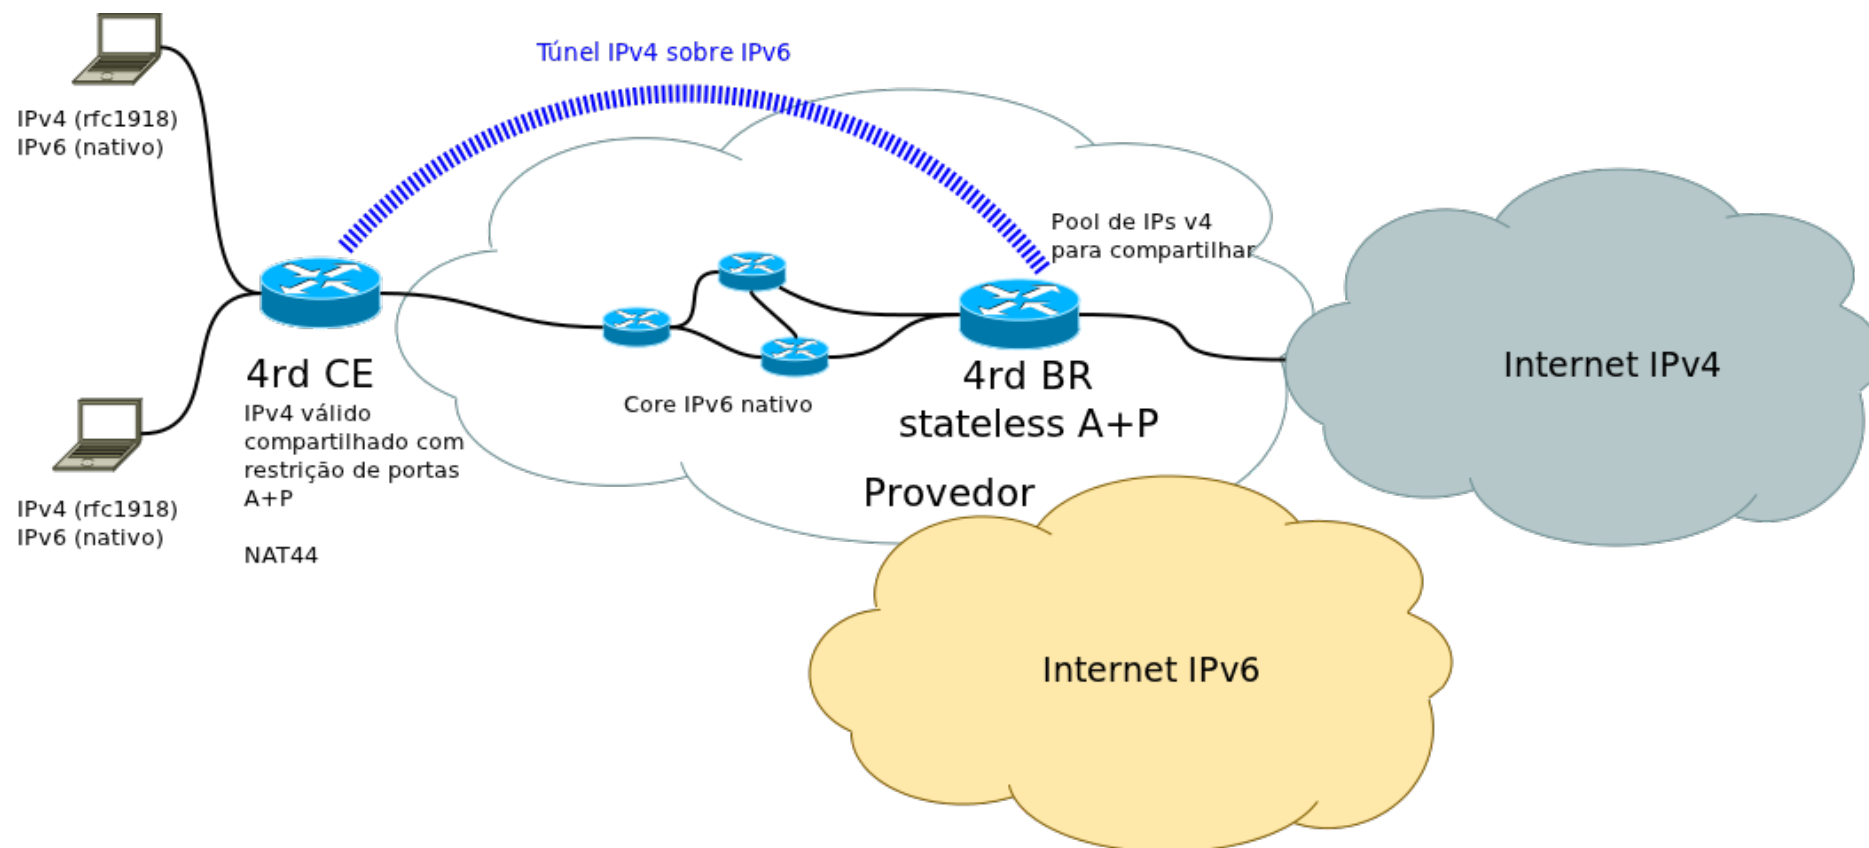 Túnel IPv4 sobre IPv6
IPv4 (rfc1918)
IPv6 (nativo)
Pool de IPs v4
para compartilhar
4rd CE
IPv4 válido
compartilhado com
restrição de portas
A+P
NAT44
Core IPv6 nativo
4rd BR
stateless A+P
Provedor
Internet IPv4
IPv4 (rfc1918)
IPv6 (nativo)
Internet IPv6